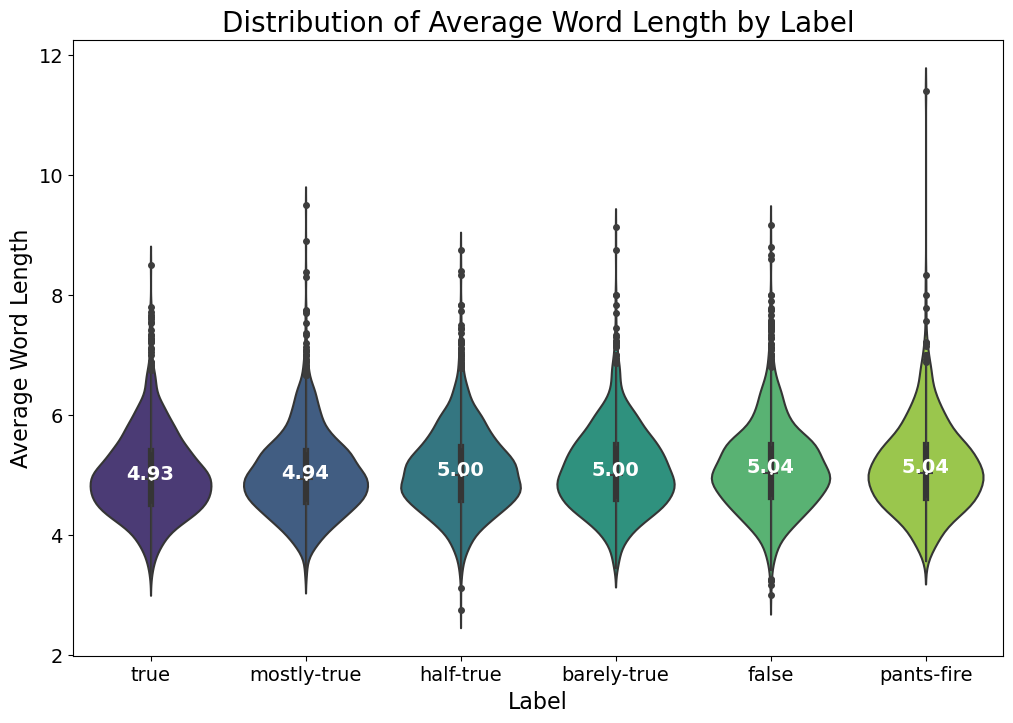 Distribution of Average Word Length by Label
12
10
8
6
4
2
Average Word Length
4.93
4.94
5.00
5.00
5.04
5.04
true
mostly-true
half-true
barely-true
false
pants-fire
Label